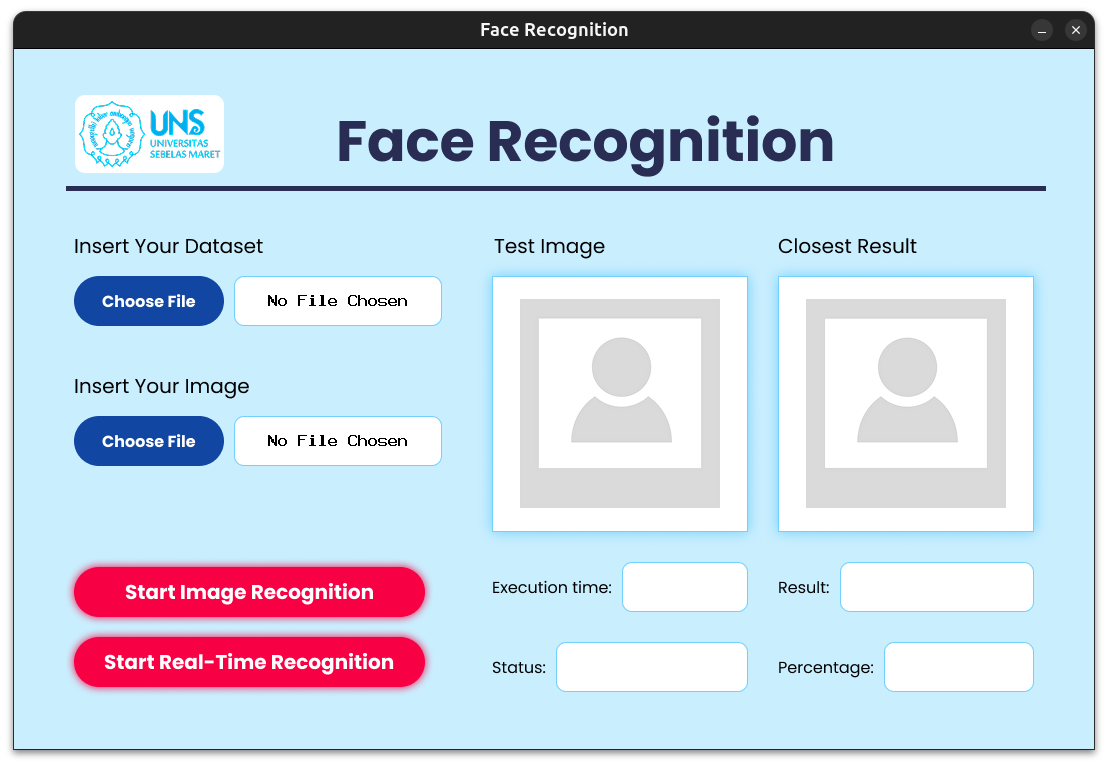 Face Recognition
UNS
UNIVERSITAS
SEBELAS MARET
Face Recognition
Insert Your Dataset
Choose File
No File Chosen
Insert Your Image
Choose File
No File Chosen
Start Image Recognition
Start Real-Time Recognition
Test Image
Closest Result
Execution time:
Result:
Status:
Percentage: